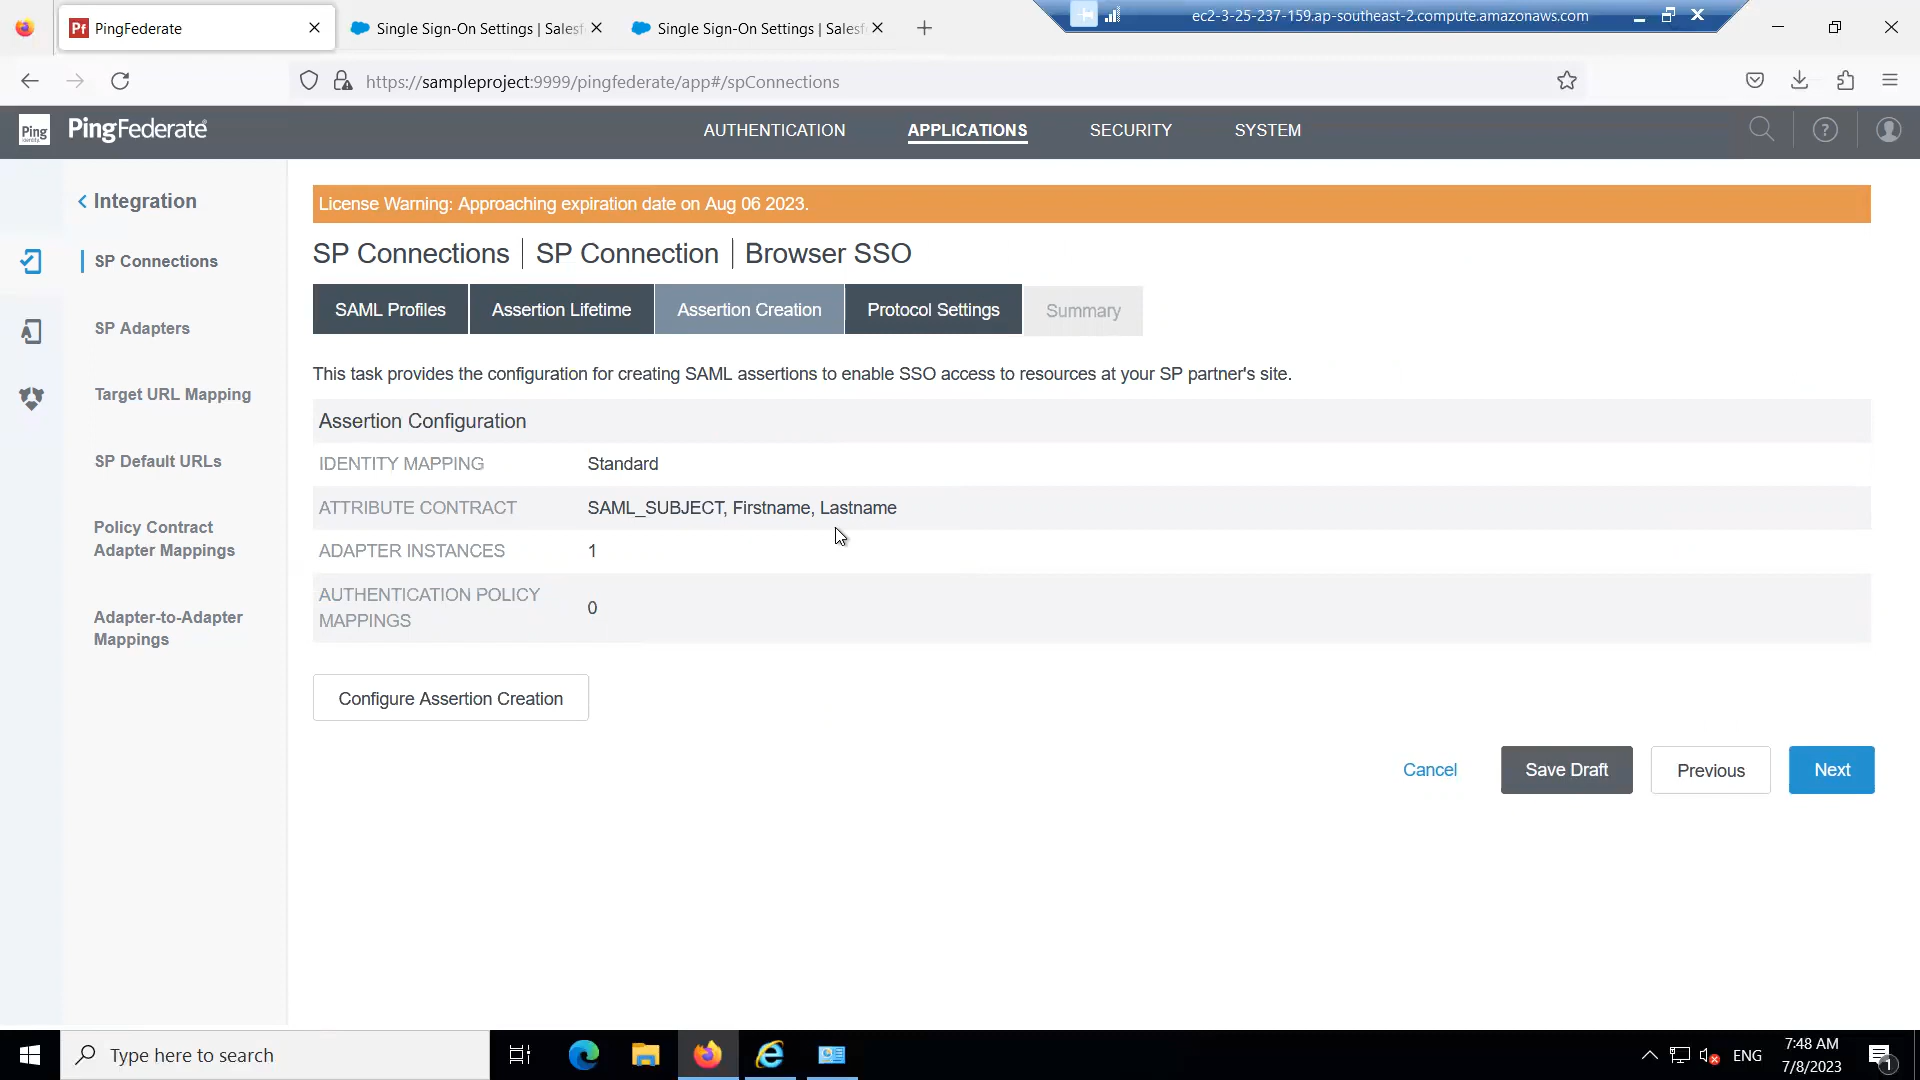 PingFederate
Single Sign-On Settings | Salesf
Single Sign-On Settings | Salesf
ec2-3-25-237-159.ap-southeast-2.compute.amazonaws.com
https://sampleproject:9999/pingfederate/app#/spConnections
Ping
PingFederate
AUTHENTICATION
APPLICATIONS
SECURITY
SYSTEM
Integration
SP Connections
SP Adapters
Target URL Mapping
SP Default URLs
Policy Contract
Adapter Mappings
Adapter-to-Adapter
Mappings
License Warning: Approaching expiration date on Aug 06 2023.
SP Connections | SP Connection | Browser SSO
SAML Profiles
Assertion Lifetime
Assertion Creation
Protocol Settings
Summary
This task provides the configuration for creating SAML assertions to enable SSO access to resources at your SP partner's site.
Assertion Configuration
IDENTITY MAPPING Standard
ATTRIBUTE CONTRACT SAML_SUBJECT, Firstname, Lastname
ADAPTER INSTANCES 1
AUTHENTICATION POLICY
MAPPINGS 0
Configure Assertion Creation
Cancel
Save Draft
Previous
Next
Type here to search
ENG
7:48 AM
7/8/2023
1